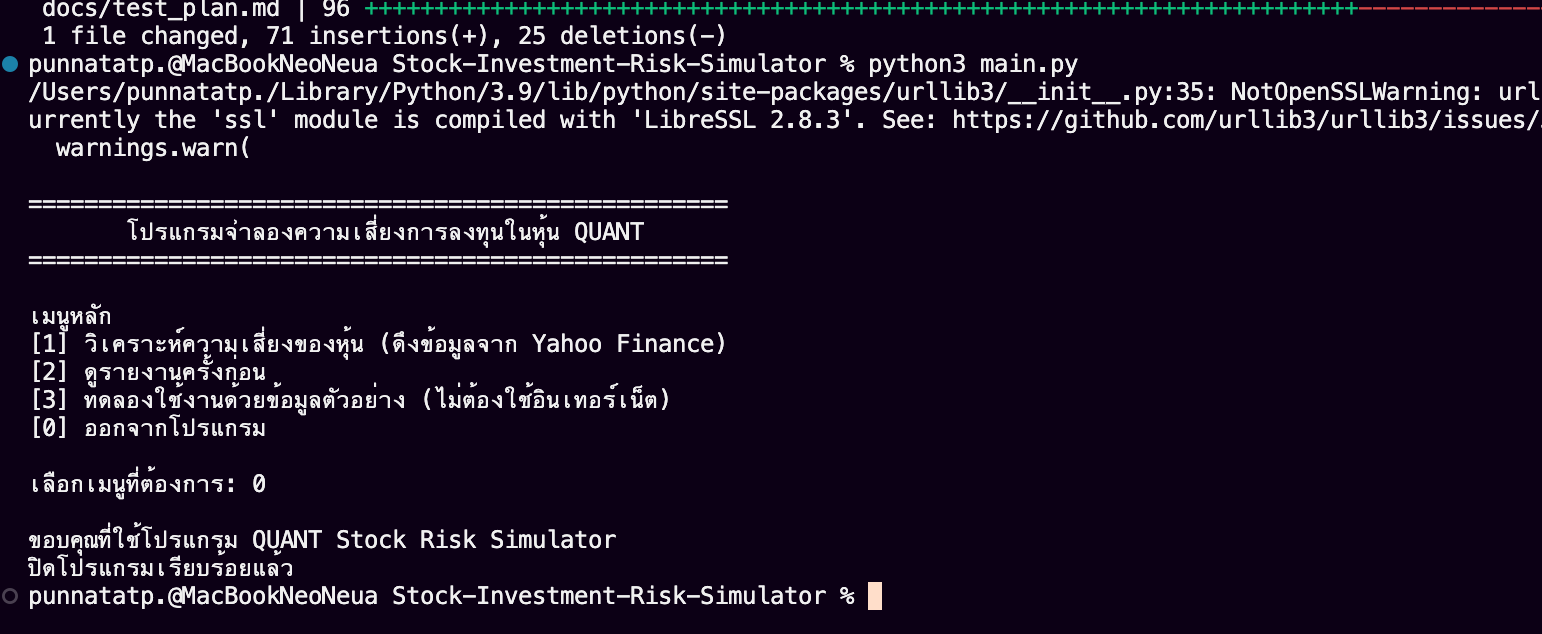 docs/test_plan.md | 96 +++++++++++++++++++++++++++++++++++++++++++++++++++++++++++++++++++++++-------------
1 file changed, 71 insertions(+), 25 deletions(-)
punnatatp.@MacBookNeoNeua Stock-Investment-Risk-Simulator % python3 main.py
/Users/punnatatp./Library/Python/3.9/lib/python/site-packages/urllib3/__init__.py:35: NotOpenSSLWarning: url
urrently the 'ssl' module is compiled with 'LibreSSL 2.8.3'. See: https://github.com/urllib3/urllib3/issues/
warnings.warn(
==================================================
โปรแกรมจำลองความเสี่ยงการลงทุนในหุ้น QUANT
==================================================
เมนูหลัก
[1] วิเคราะห์ความเสี่ยงของหุ้น (ดึงข้อมูลจาก Yahoo Finance)
[2] ดูรายงานครั้งก่อน
[3] ทดลองใช้งานด้วยข้อมูลตัวอย่าง (ไม่ต้องใช้อินเทอร์เน็ต)
[0] ออกจากโปรแกรม
เลือกเมนูที่ต้องการ: 0
ขอบคุณที่ใช้โปรแกรม QUANT Stock Risk Simulator
ปิดโปรแกรมเรียบร้อยแล้ว
punnatatp.@MacBookNeoNeua Stock-Investment-Risk-Simulator %